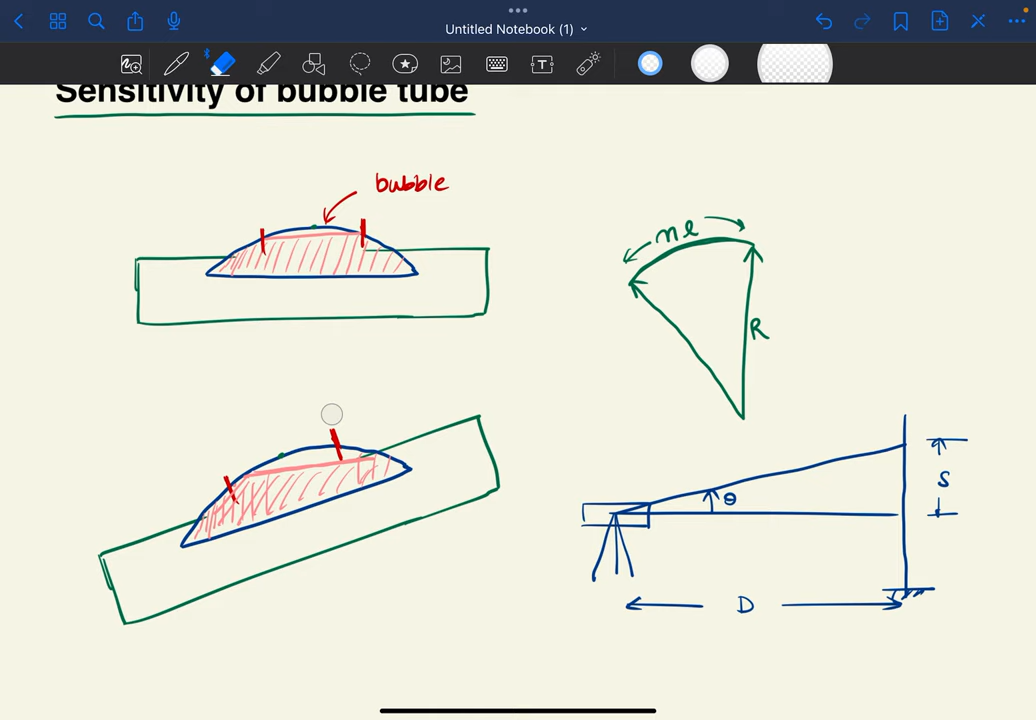 Untitled Notebook (1)
Sensitivity of bubble tube
bubble
nl
R
θ
S
D